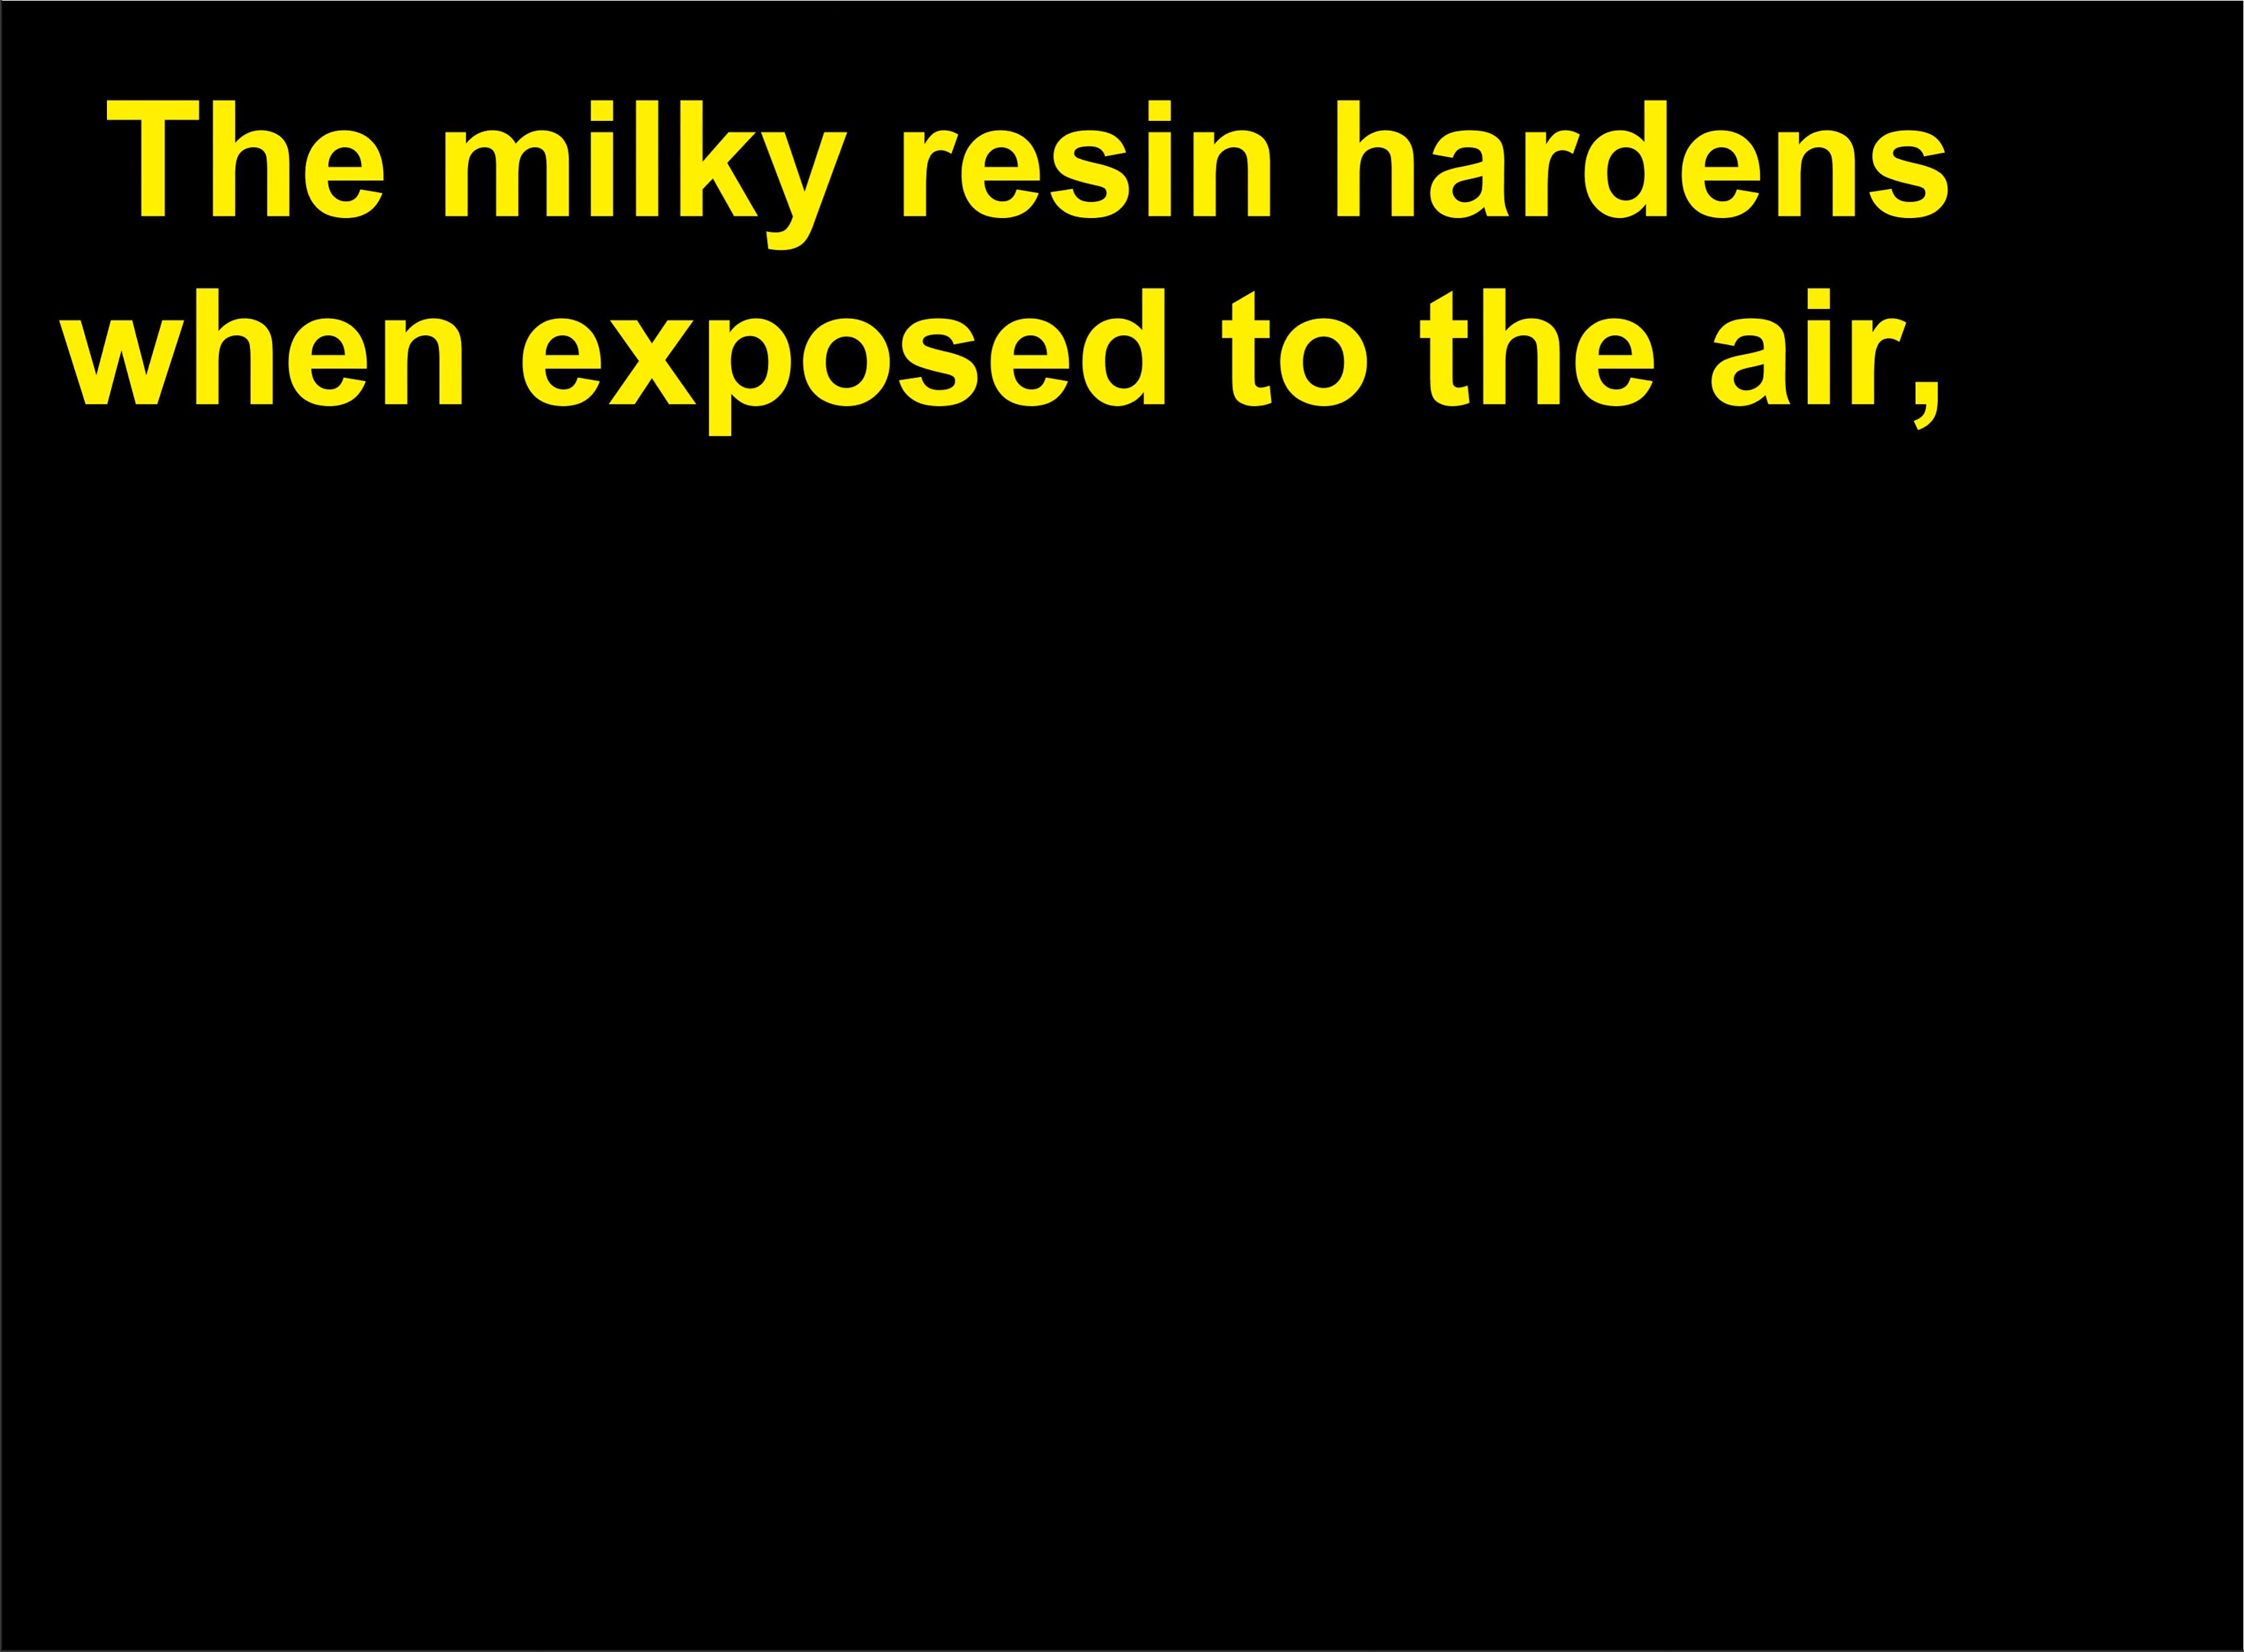 The milky resin hardens
when exposed to the air,